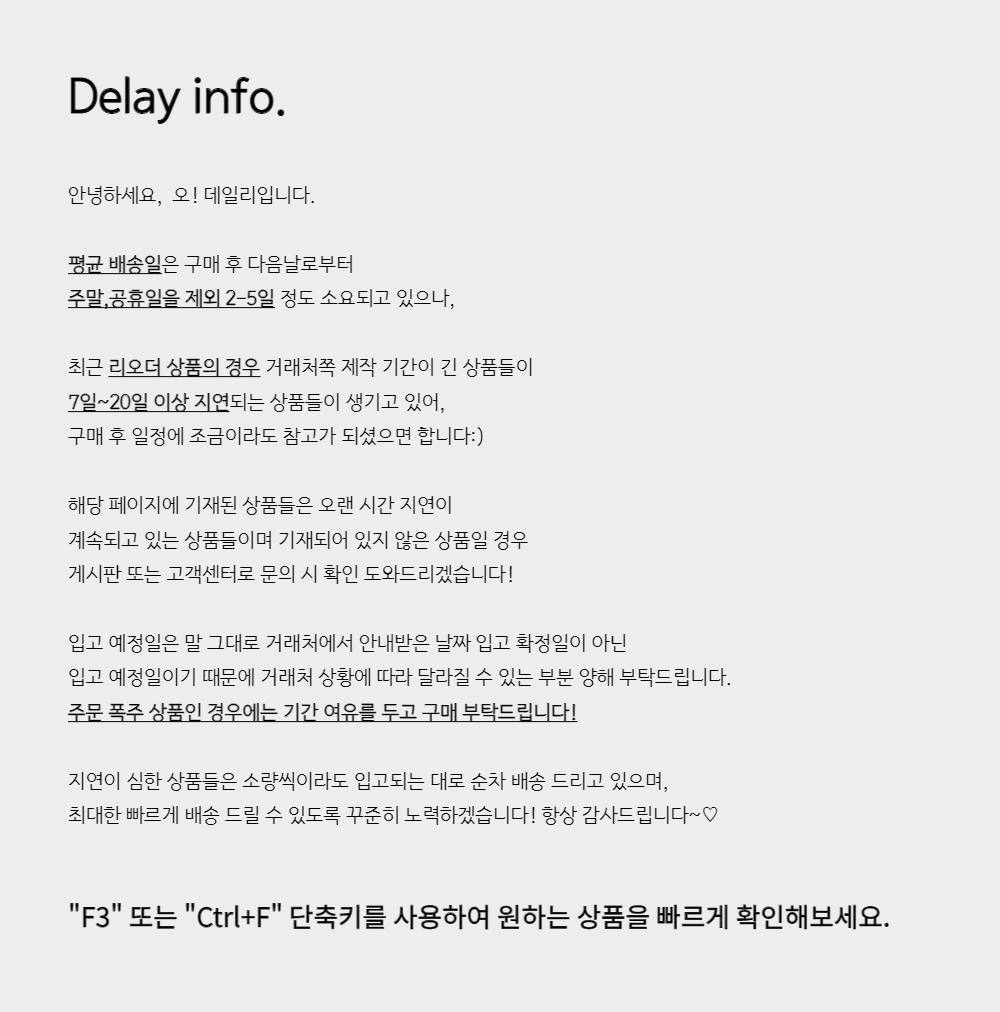 Delay info.
안녕하세요, 오! 데일리입니다.
평균 배송일은 구매 후 다음날로부터
주말,공휴일을 제외 2-5일 정도 소요되고 있으나,
최근 리오더 상품의 경우 거래처쪽 제작 기간이 긴 상품들이
7일~20일 이상 지연되는 상품들이 생기고 있어,
구매 후 일정에 조금이라도 참고가 되셨으면 합니다:)
해당 페이지에 기재된 상품들은 오랜 시간 지연이
계속되고 있는 상품들이며 기재되어 있지 않은 상품일 경우
게시판 또는 고객센터로 문의 시 확인 도와드리겠습니다!
입고 예정일은 말 그대로 거래처에서 안내받은 날짜 입고 확정일이 아닌
입고 예정일이기 때문에 거래처 상황에 따라 달라질 수 있는 부분 양해 부탁드립니다.
주문 폭주 상품인 경우에는 기간 여유를 두고 구매 부탁드립니다!
지연이 심한 상품들은 소량씩이라도 입고되는 대로 순차 배송 드리고 있으며,
최대한 빠르게 배송 드릴 수 있도록 꾸준히 노력하겠습니다! 항상 감사드립니다~♡
"F3" 또는 "Ctrl+F" 단축키를 사용하여 원하는 상품을 빠르게 확인해보세요.